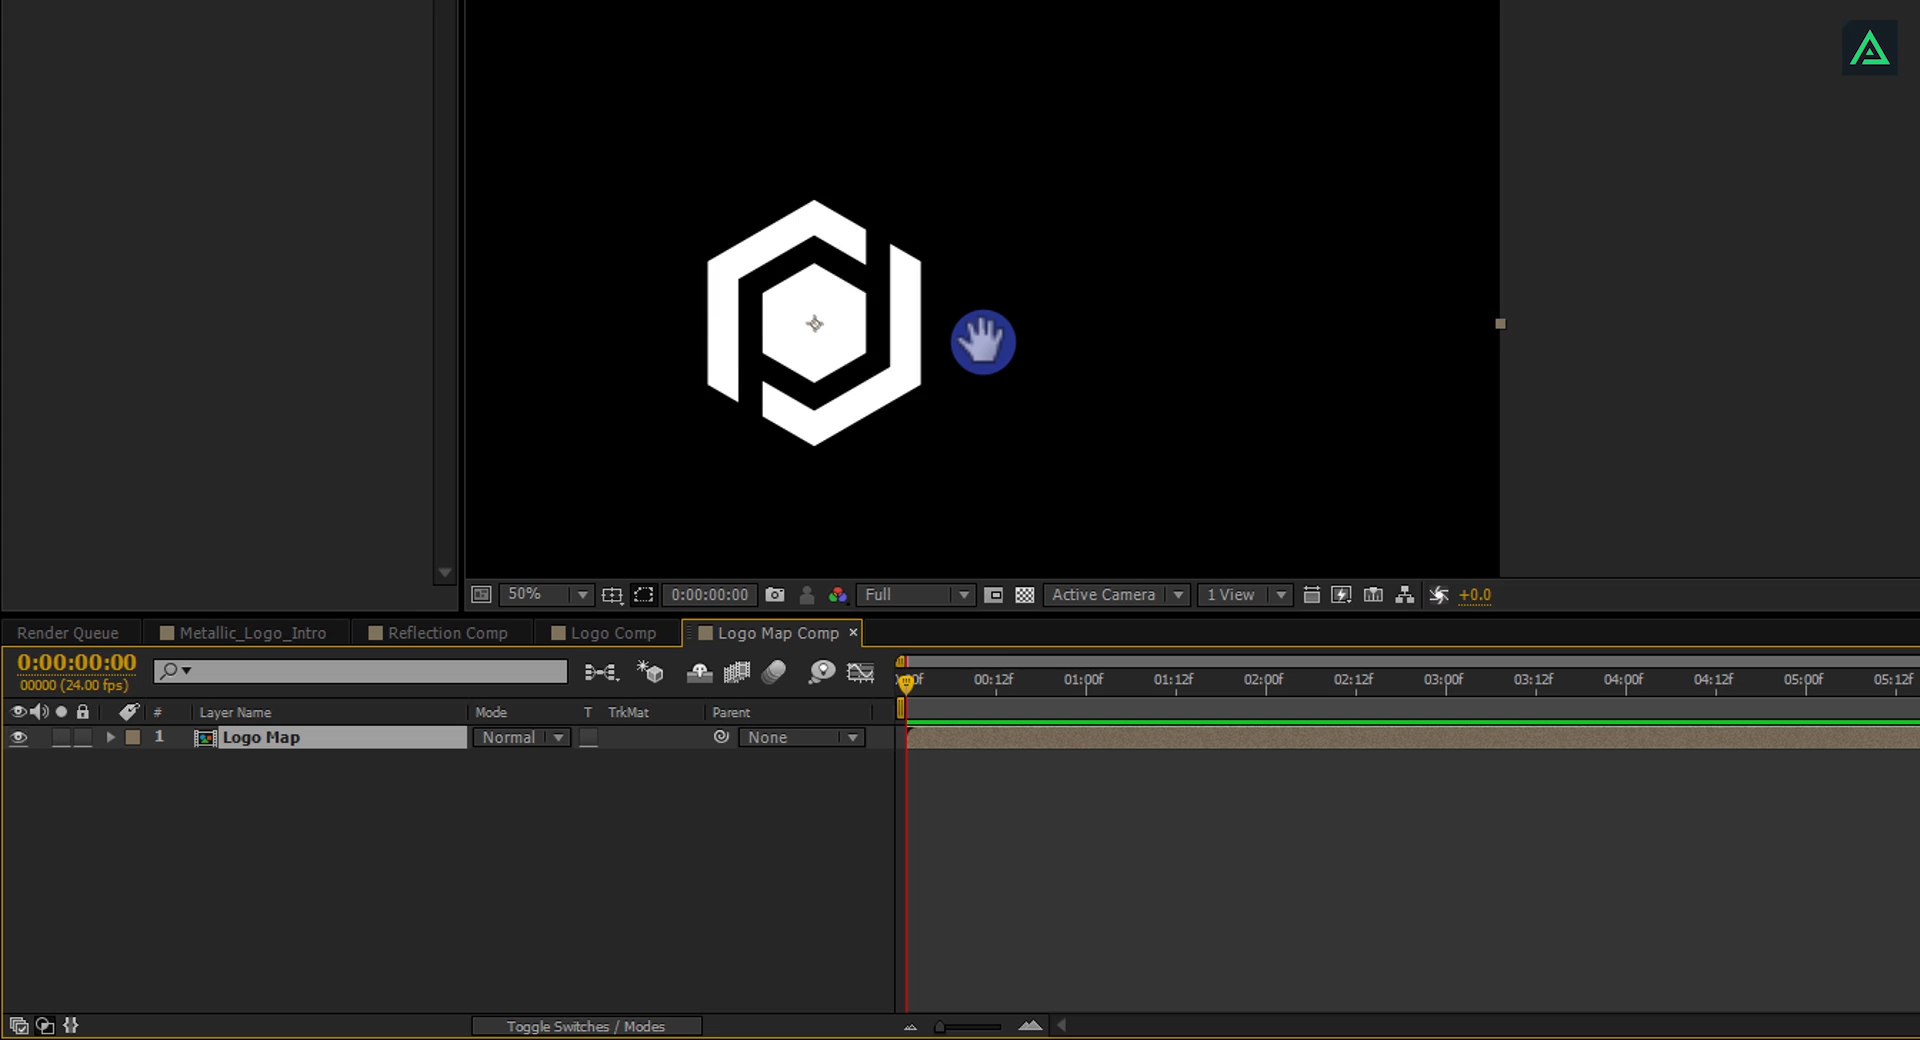 50%
0:00:00:00
Full
Active Camera
1 View
+0.0
Render Queue
Metallic_Logo_Intro
Reflection Comp
Logo Comp
Logo Map Comp ×
0:00:00:00
00000 (24.00 fps)
00:12f 01:00f 01:12f 02:00f 02:12f 03:00f 03:12f 04:00f 04:12f 05:00f 05:12f
# Layer Name Mode T TrkMat Parent
1 Logo Map Normal None
Toggle Switches / Modes